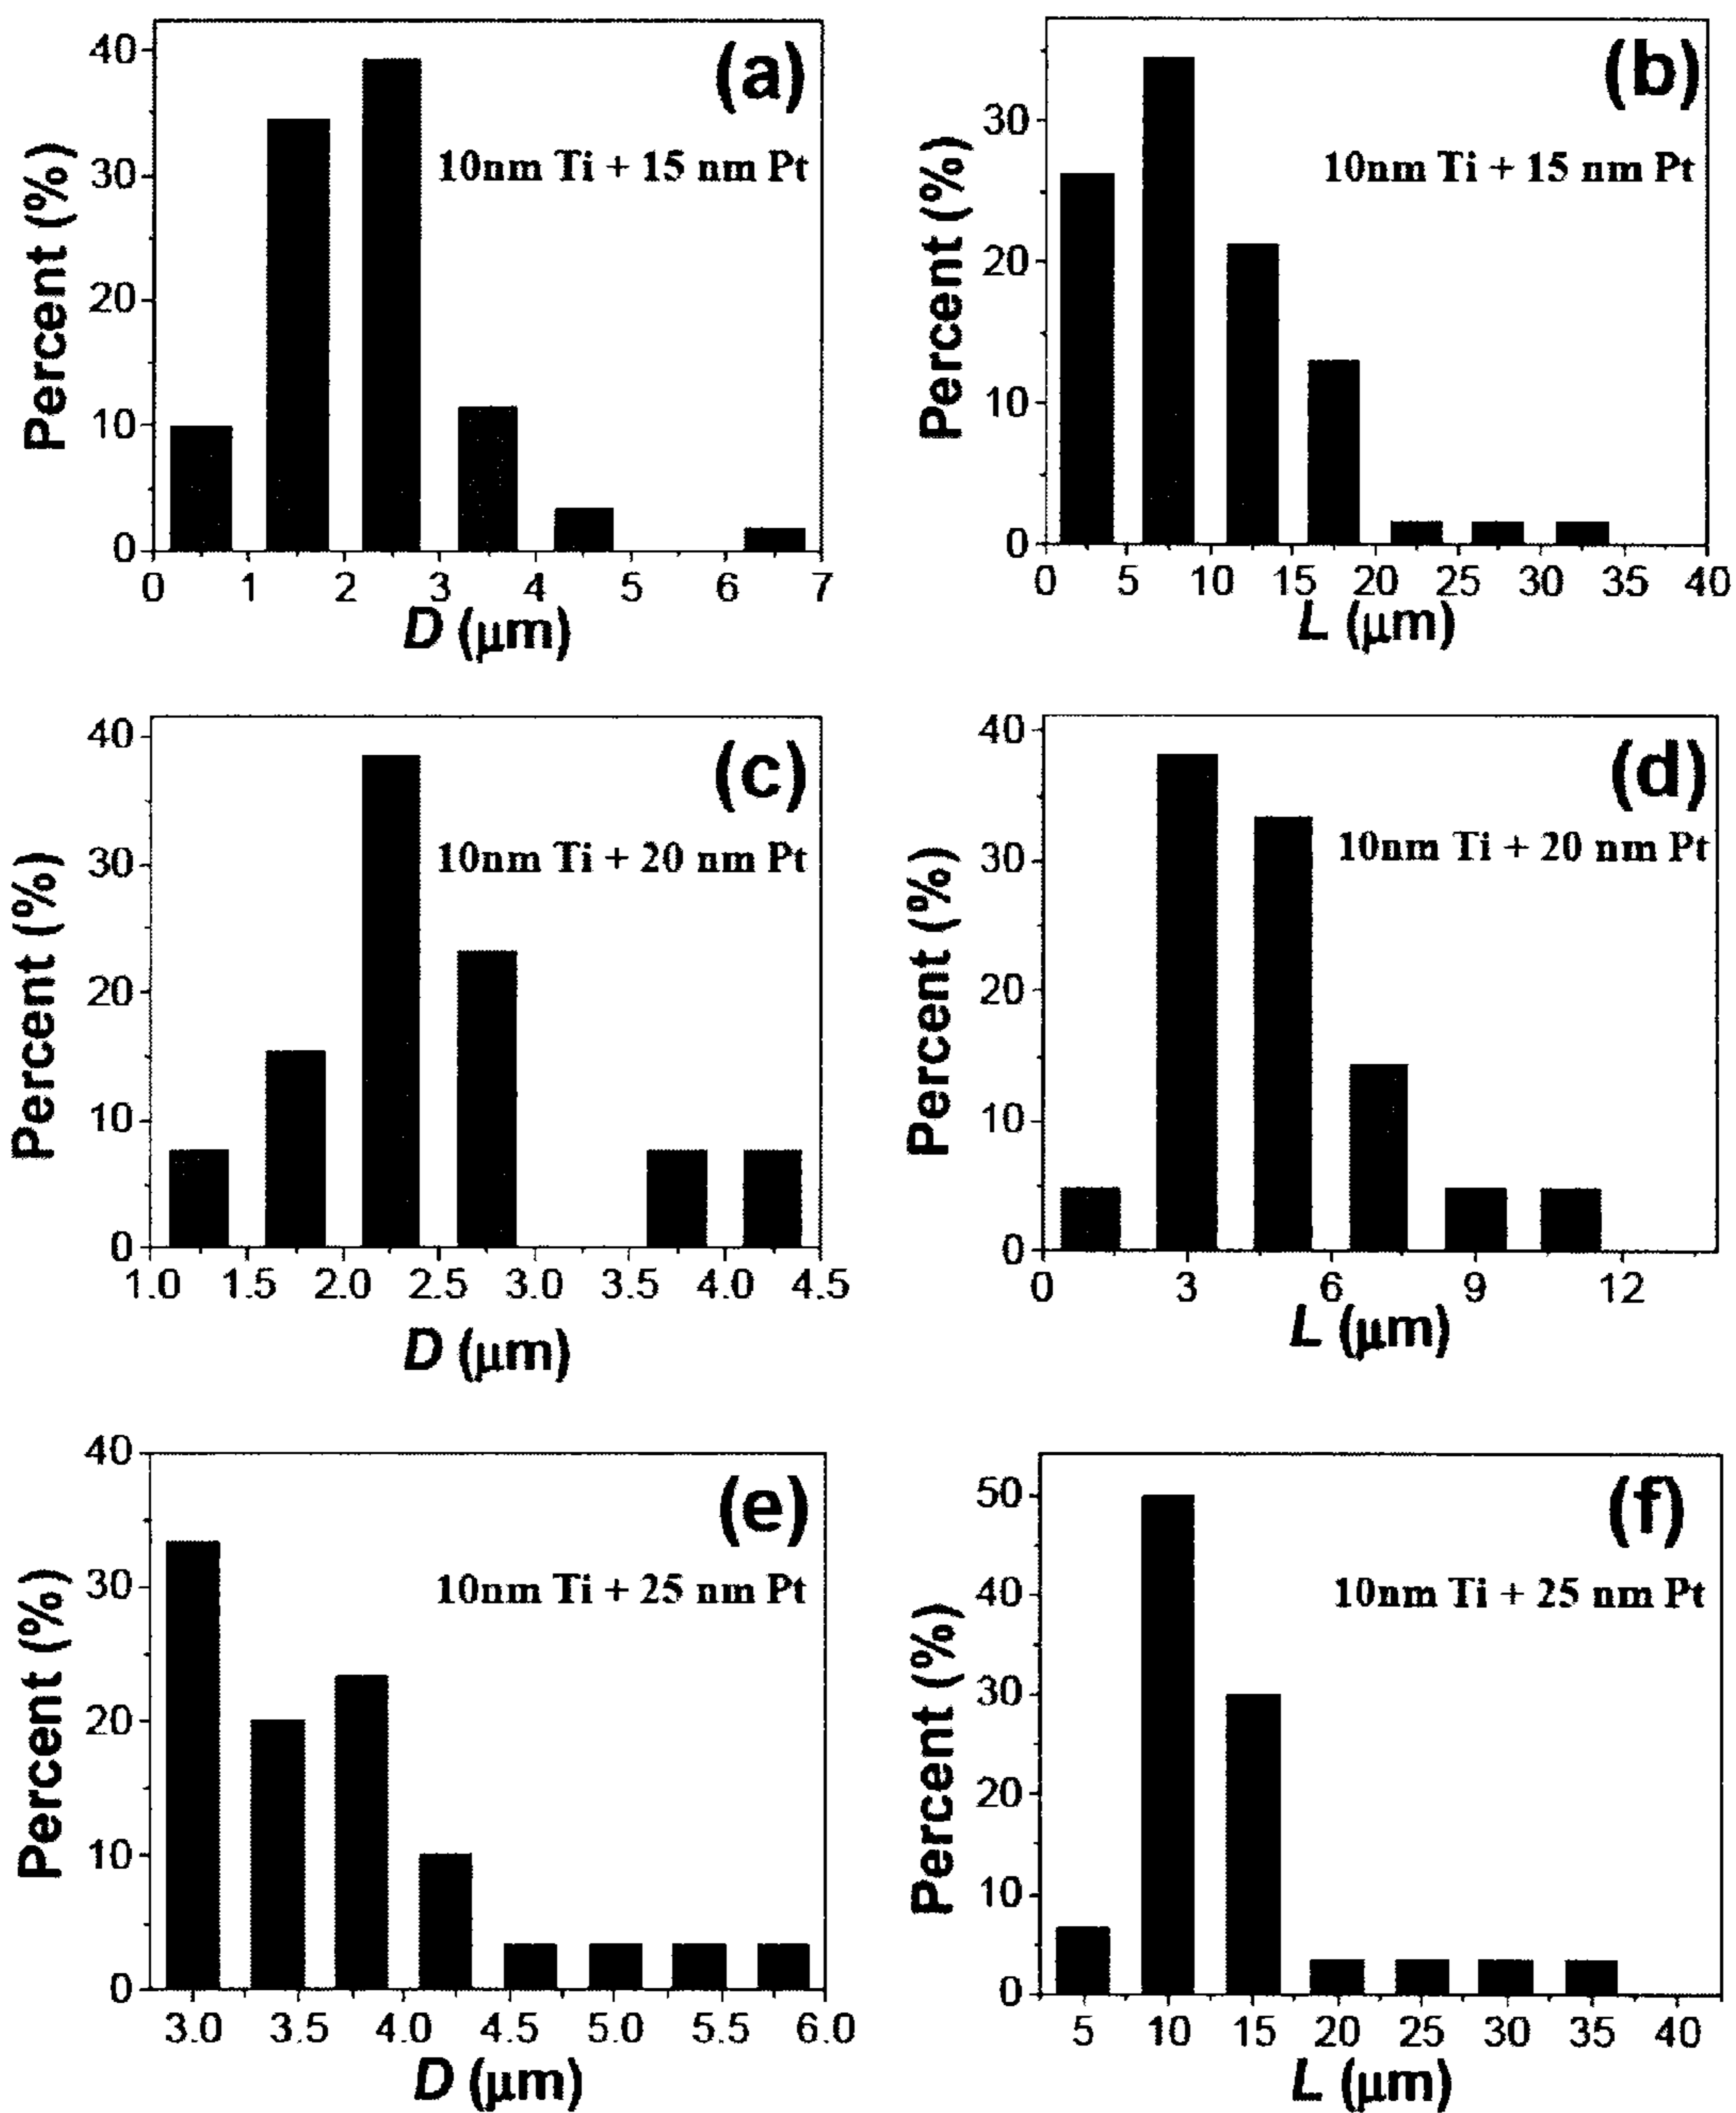 (a)
10nm Ti + 15 nm Pt
Percent (%)
40
30
20
10
0
0 1 2 3 4 5 6 7
D (μm)
(b)
10nm Ti + 15 nm Pt
Percent (%)
30
20
10
0
0 5 10 15 20 25 30 35 40
L (μm)
(c)
10nm Ti + 20 nm Pt
Percent (%)
40
30
20
10
0
1.0 1.5 2.0 2.5 3.0 3.5 4.0 4.5
D (μm)
(d)
10nm Ti + 20 nm Pt
Percent (%)
40
30
20
10
0
0 3 6 9 12
L (μm)
(e)
10nm Ti + 25 nm Pt
Percent (%)
40
30
20
10
0
3.0 3.5 4.0 4.5 5.0 5.5 6.0
D (μm)
(f)
10nm Ti + 25 nm Pt
Percent (%)
50
40
30
20
10
0
5 10 15 20 25 30 35 40
L (μm)